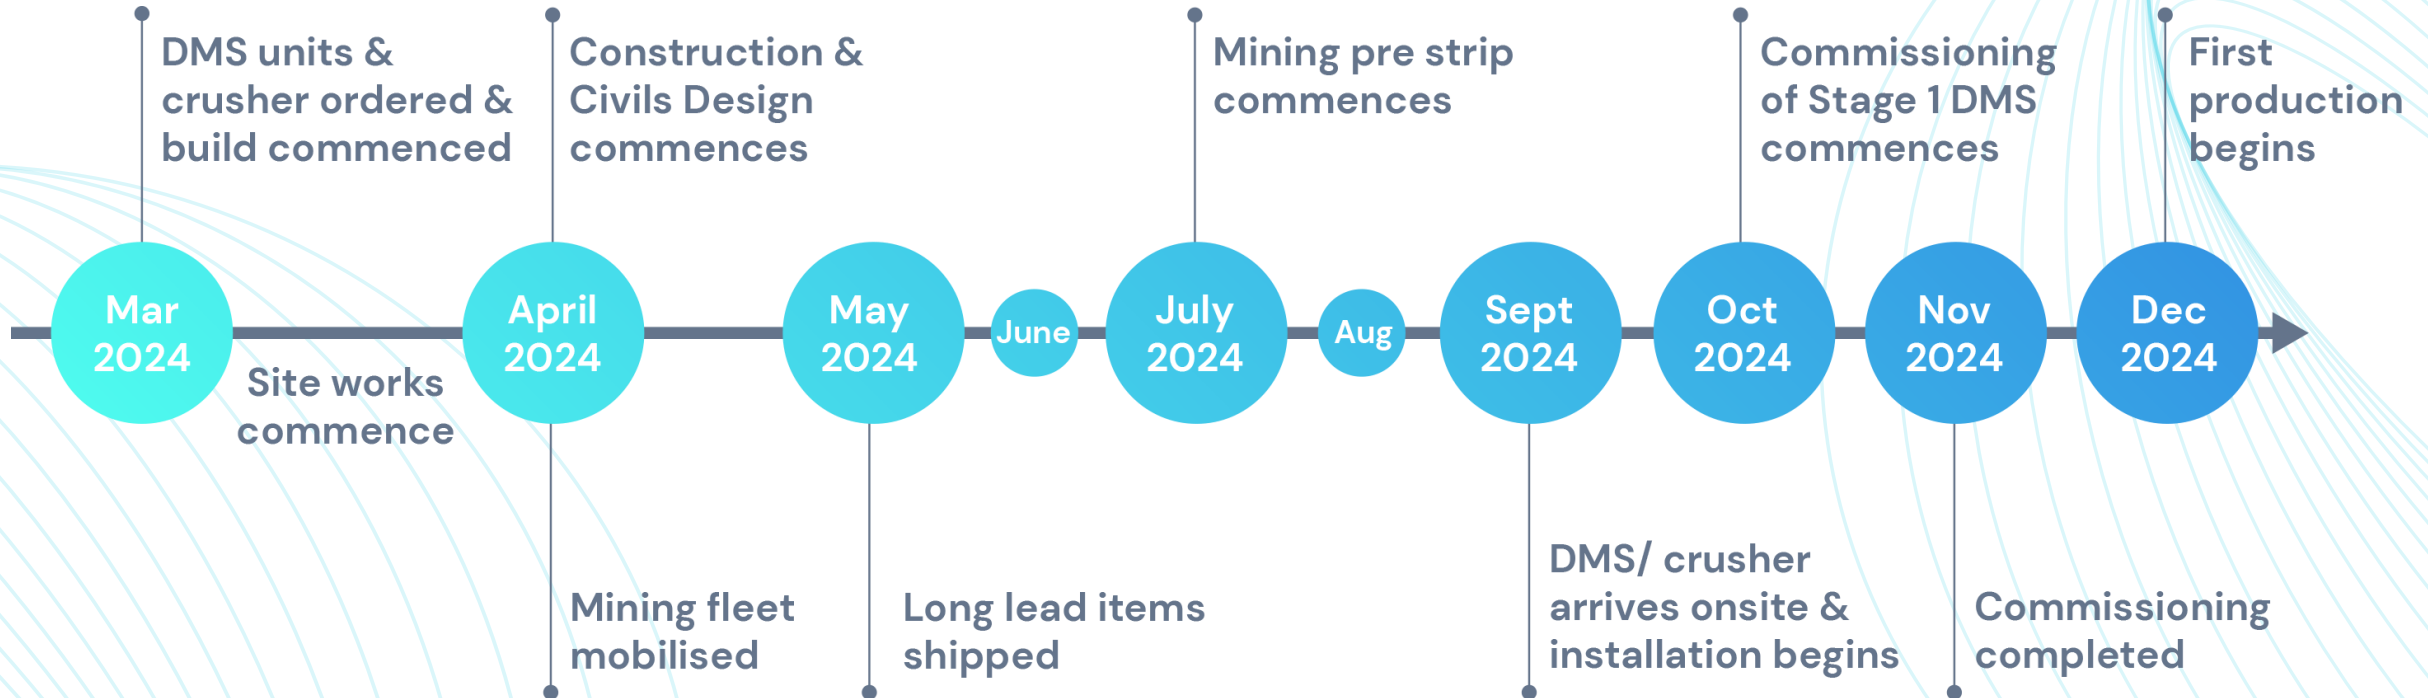 DMS units &
crusher ordered &
build commenced
Construction &
Civils Design
commences
Mining pre strip
commences
Commissioning
of Stage 1 DMS
commences
First
production
begins
Mar
2024
Site works
commence
April
2024
May
2024
June
July
2024
Aug
Sept
2024
Oct
2024
Nov
2024
Dec
2024
Mining fleet
mobilised
Long lead items
shipped
DMS/ crusher
arrives onsite &
installation begins
Commissioning
completed